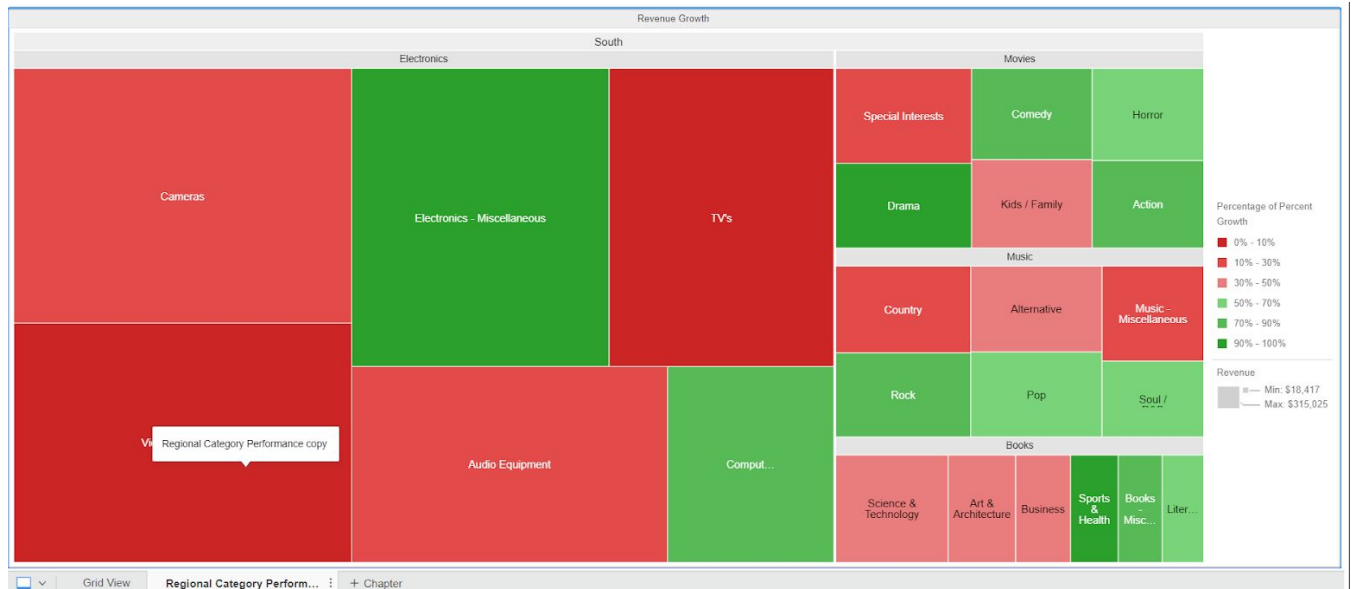 Revenue Growth
South
Electronics
Movies
Cameras
Electronics - Miscellaneous
TV's
Special Interests
Comedy
Horror
Drama
Kids / Family
Action
Music
Country
Alternative
Music -
Miscellaneous
Rock
Pop
Soul /
Regional Category Performance copy
Audio Equipment
Comput...
Books
Science &
Technology
Art &
Architecture
Business
Sports
&
Health
Books
-
Misc...
Liter...
Percentage of Percent
Growth
0% - 10%
10% - 30%
30% - 50%
50% - 70%
70% - 90%
90% - 100%
Revenue
Min: $18,417
Max: $315,025
Grid View
Regional Category Perform...
+ Chapter